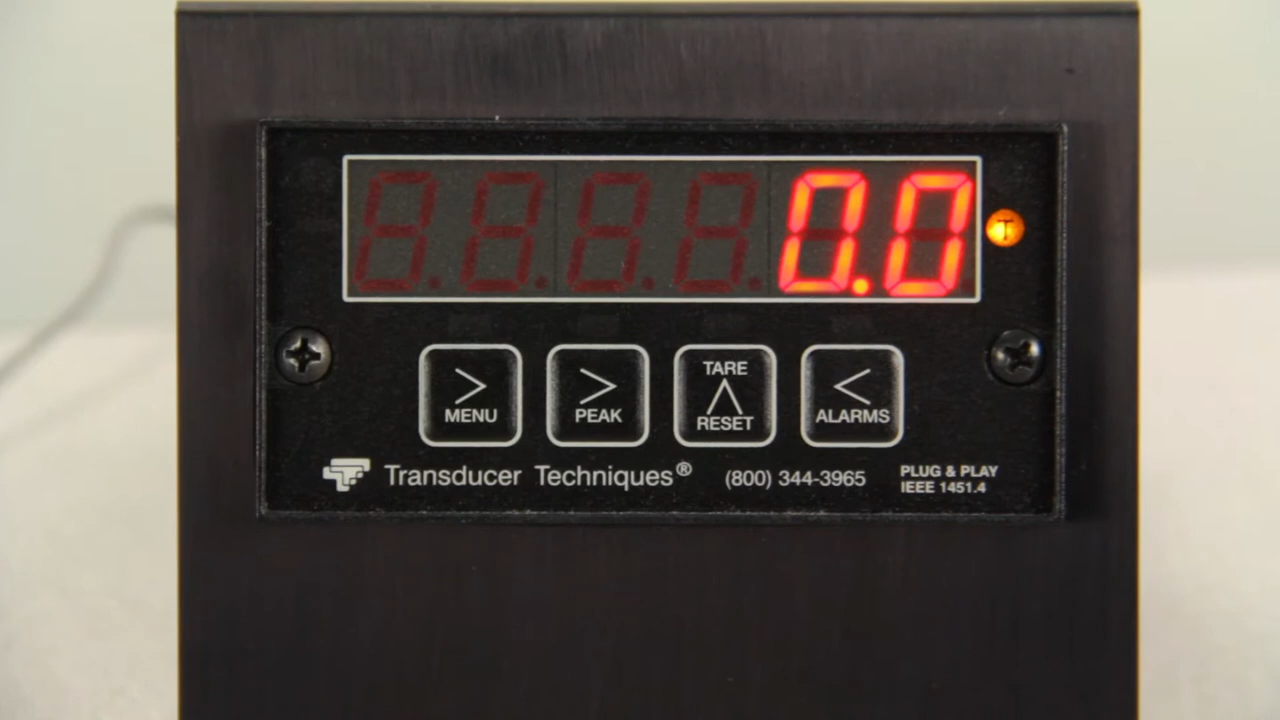 0.0
T
> MENU
> PEAK
TARE
RESET
< ALARMS
Transducer Techniques® (800) 344-3965
PLUG & PLAY
IEEE 1451.4